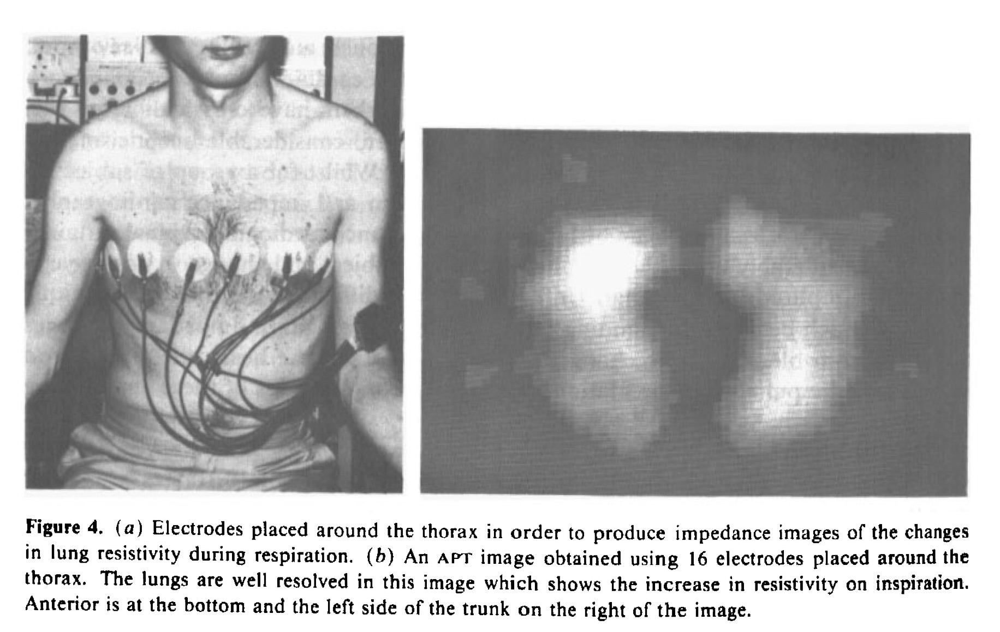 Figure 4. (a) Electrodes placed around the thorax in order to produce impedance images of the changes
in lung resistivity during respiration. (b) An APT image obtained using 16 electrodes placed around the
thorax. The lungs are well resolved in this image which shows the increase in resistivity on inspiration.
Anterior is at the bottom and the left side of the trunk on the right of the image.